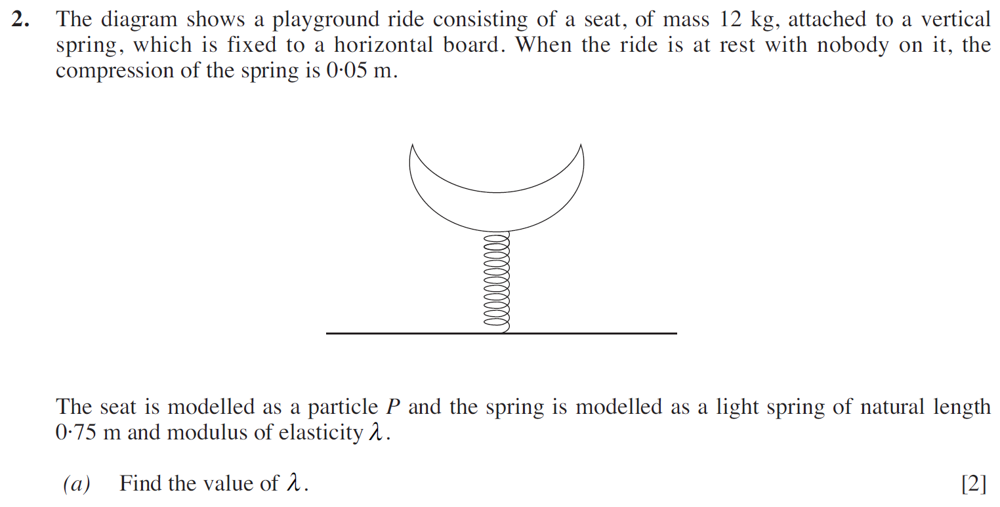 2. The diagram shows a playground ride consisting of a seat, of mass 12 kg, attached to a vertical
spring, which is fixed to a horizontal board. When the ride is at rest with nobody on it, the
compression of the spring is 0·05 m.
The seat is modelled as a particle P and the spring is modelled as a light spring of natural length
0·75 m and modulus of elasticity λ.
(a) Find the value of λ. [2]